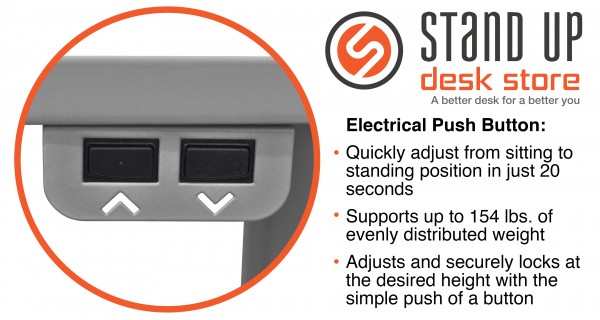 STAND UP
desk store
A better desk for a better you
Electrical Push Button:
• Quickly adjust from sitting to
standing position in just 20
seconds
• Supports up to 154 lbs. of
evenly distributed weight
• Adjusts and securely locks at
the desired height with the
simple push of a button